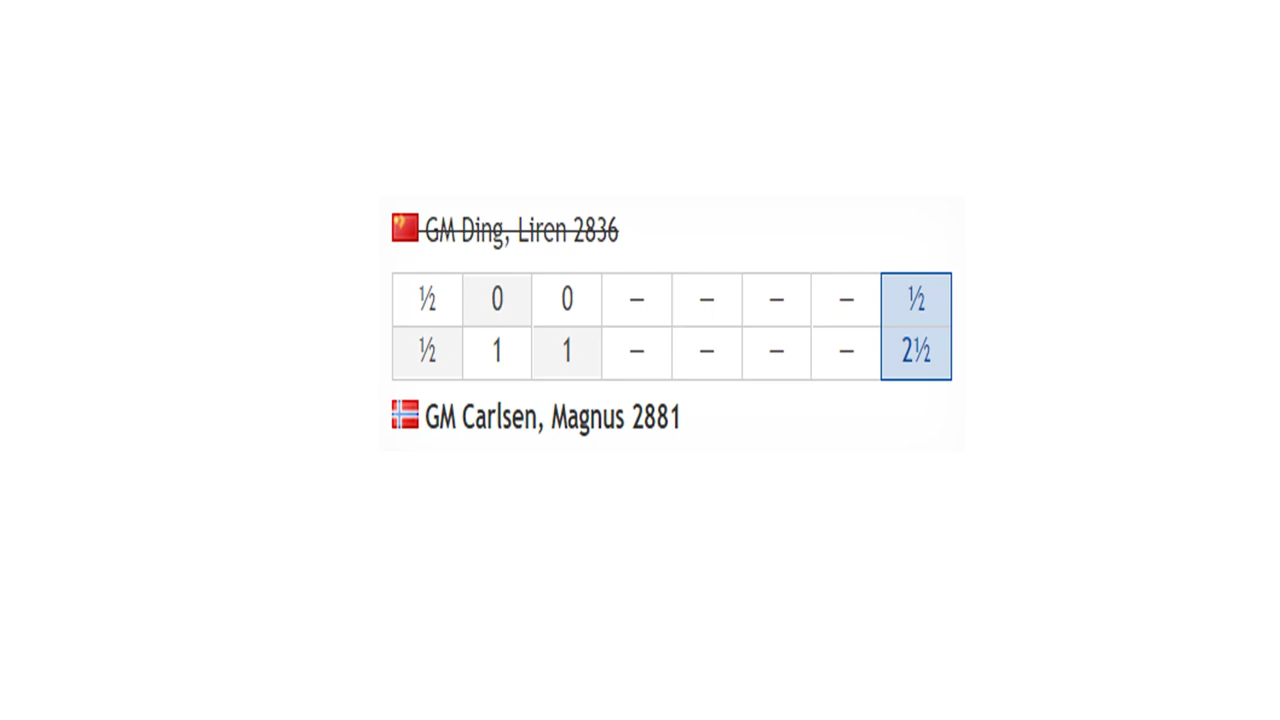 GM Ding, Liren 2836
½ 0 0 – – – – ½
½ 1 1 – – – – 2½
GM Carlsen, Magnus 2881